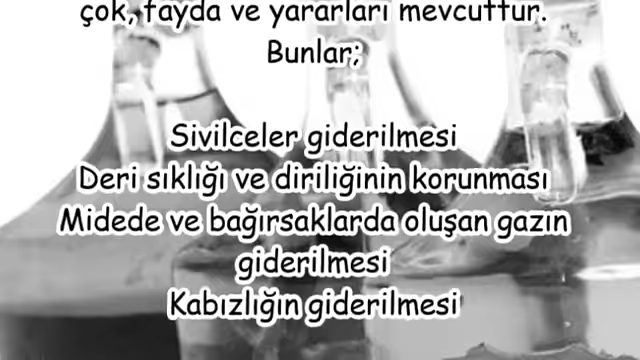 çok, fayda ve yararları mevcuttur.
Bunlar;
Sivilceler giderilmesi
Deri sıklığı ve diriliğinin korunması
Midede ve bağırsaklarda oluşan gazın
giderilmesi
Kabızlığın giderilmesi